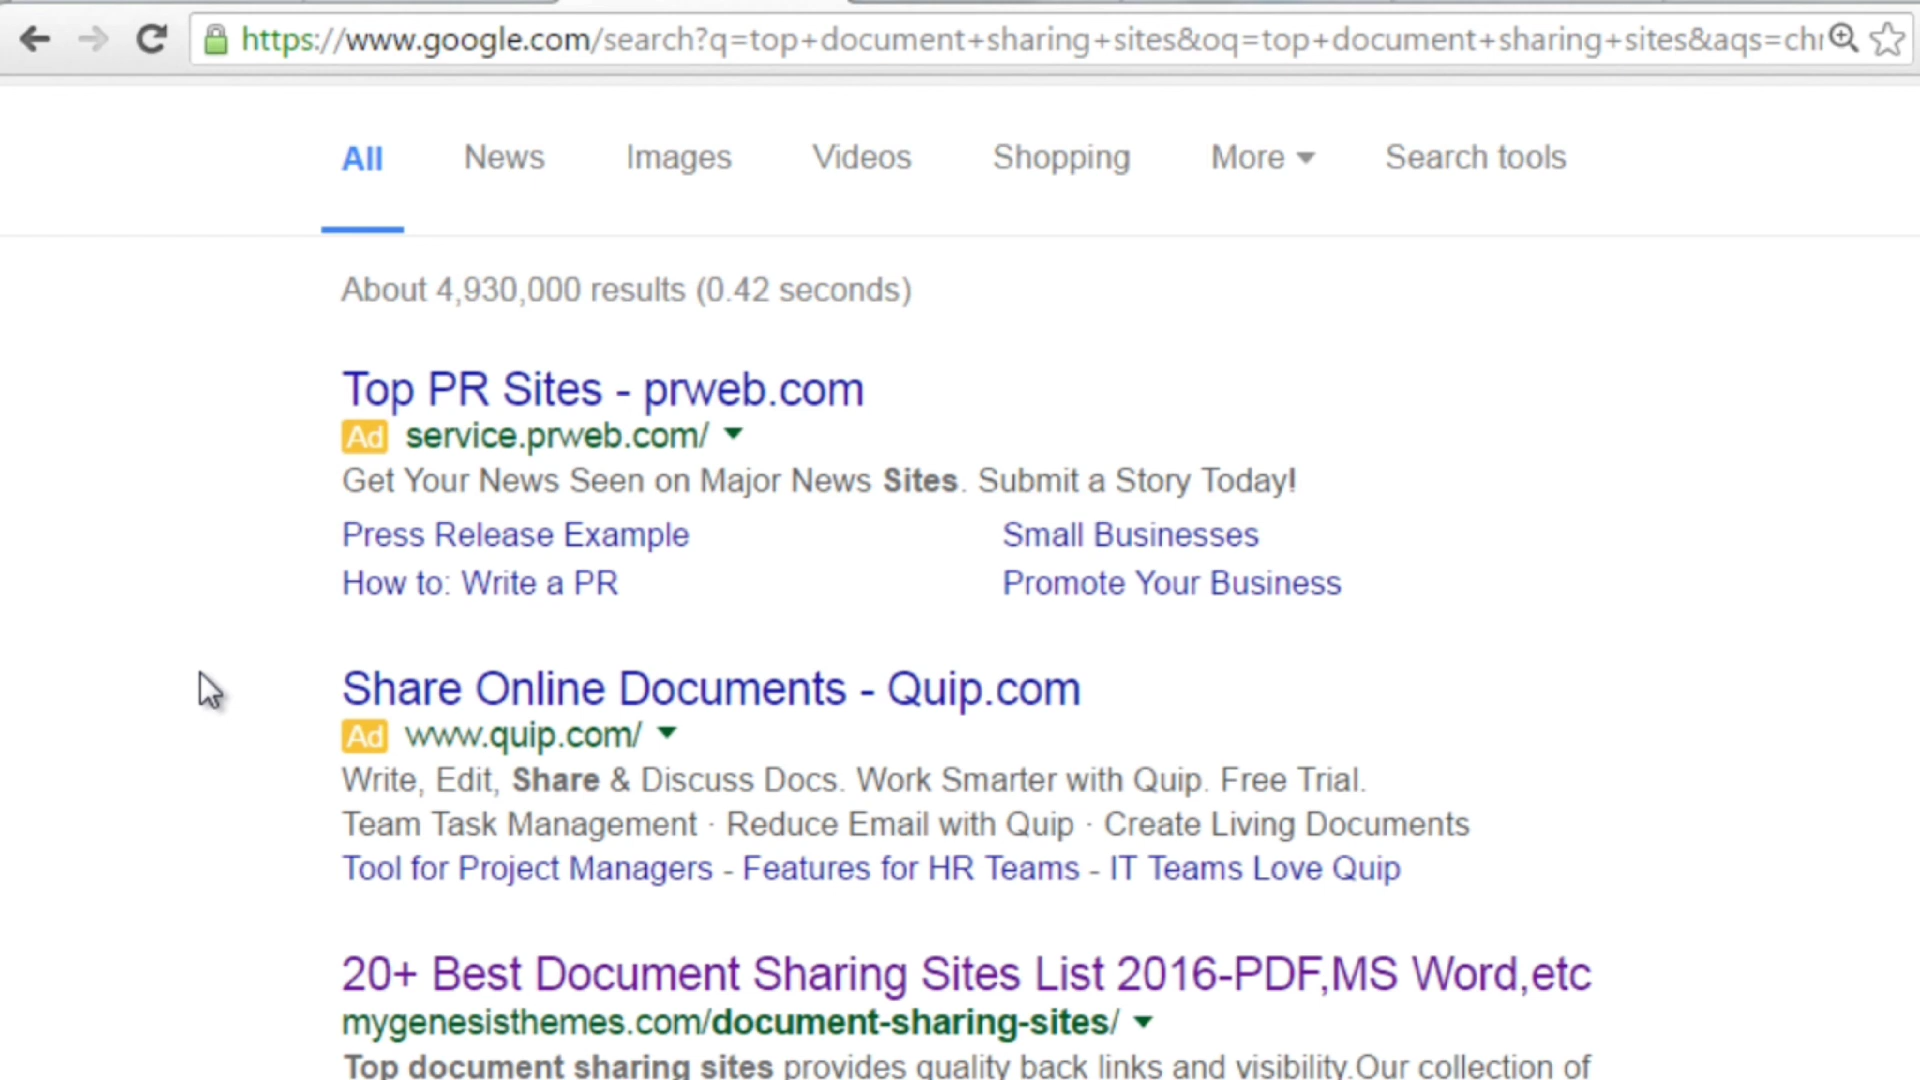 https://www.google.com/search?q=top+document+sharing+sites&oq=top+document+sharing+sites&aqs=chr
All News Images Videos Shopping More Search tools
About 4,930,000 results (0.42 seconds)
Top PR Sites - prweb.com
Ad service.prweb.com/
Get Your News Seen on Major News Sites. Submit a Story Today!
Press Release Example Small Businesses
How to: Write a PR Promote Your Business
Share Online Documents - Quip.com
Ad www.quip.com/
Write, Edit, Share & Discuss Docs. Work Smarter with Quip. Free Trial.
Team Task Management · Reduce Email with Quip · Create Living Documents
Tool for Project Managers - Features for HR Teams - IT Teams Love Quip
20+ Best Document Sharing Sites List 2016-PDF,MS Word,etc
mygenesisthemes.com/document-sharing-sites/
Top document sharing sites provides quality back links and visibility.Our collection of